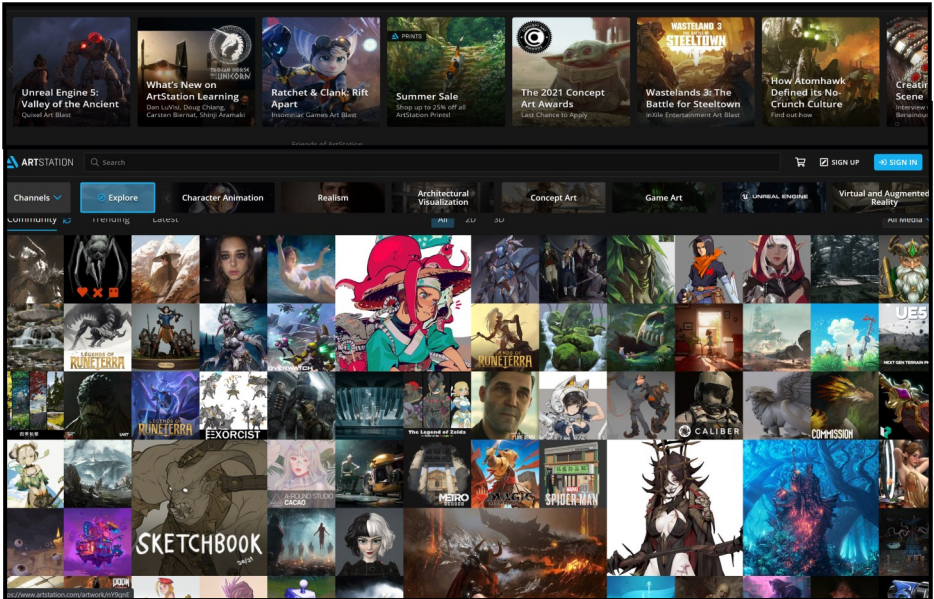 Unreal Engine 5:
Valley of the Ancient
Quixel Art Blast
What's New on
ArtStation Learning
Dan LuVisi, Doug Chiang,
Carsten Biernat, Shinji Aramaki
UNICORN
Ratchet & Clank: Rift
Apart
Insomniac Games Art Blast
PRINTS
Summer Sale
Shop up to 25% off all
ArtStation Prints!
The 2021 Concept
Art Awards
Last Chance to Apply
WASTELAND 3
STEELTOWN
Wastelands 3: The
Battle for Steeltown
inXile Entertainment Art Blast
How Atomhawk
Defined its No-
Crunch Culture
Find out how
Scene
Friends of ArtStation
ARTSTATION
Search
SIGN UP
SIGN IN
Channels
Explore
Character Animation
Realism
Architectural
Visualization
Concept Art
Game Art
UNREAL ENGINE
Virtual and Augmented
Reality
Community
Trending
Latest
All
2D
3D
All Media
LEGENDS OF
RUNETERRA
OVERWATCH
RUNETERRA
UE5
LEGENDS OF
RUNETERRA
EXORCIST
The Legend of Zelda
CALIBER
COMMISSION
SKETCHBOOK
A-ROUND STUDIO
CACAO
METRO
MAGIC
SPIDER-MAN
DOOM
ps://www.artstation.com/artwork/nY9qnE